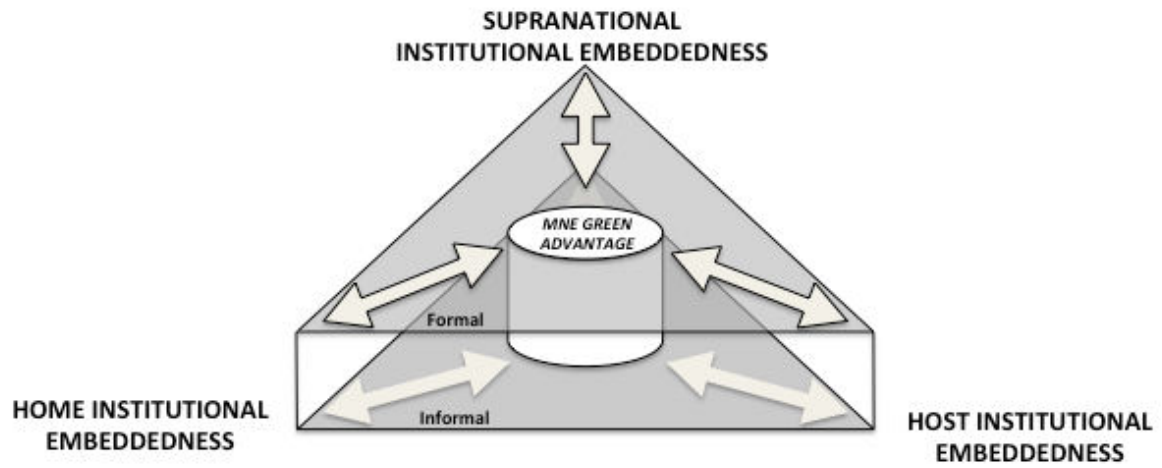 SUPRANATIONAL
INSTITUTIONAL EMBEDDEDNESS
MNE GREEN
ADVANTAGE
Formal
Informal
HOME INSTITUTIONAL
EMBEDDEDNESS
HOST INSTITUTIONAL
EMBEDDEDNESS